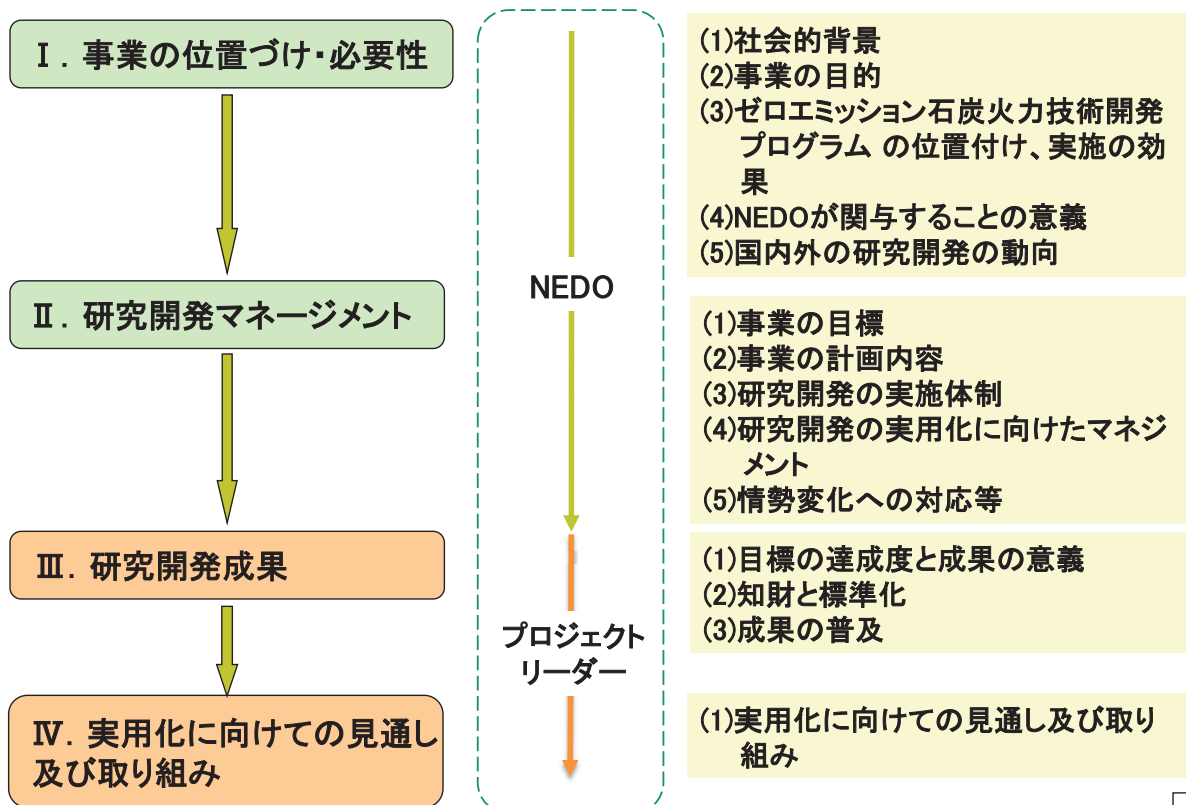 Ⅰ. 事業の位置づけ・必要性
Ⅱ. 研究開発マネージメント
Ⅲ. 研究開発成果
Ⅳ. 実用化に向けての見通し
及び取り組み
NEDO
プロジェクト
リーダー
(1)社会的背景
(2)事業の目的
(3)ゼロエミッション石炭火力技術開発
プログラム の位置付け、実施の効
果
(4)NEDOが関与することの意義
(5)国内外の研究開発の動向
(1)事業の目標
(2)事業の計画内容
(3)研究開発の実施体制
(4)研究開発の実用化に向けたマネジ
メント
(5)情勢変化への対応等
(1)目標の達成度と成果の意義
(2)知財と標準化
(3)成果の普及
(1)実用化に向けての見通し及び取り
組み